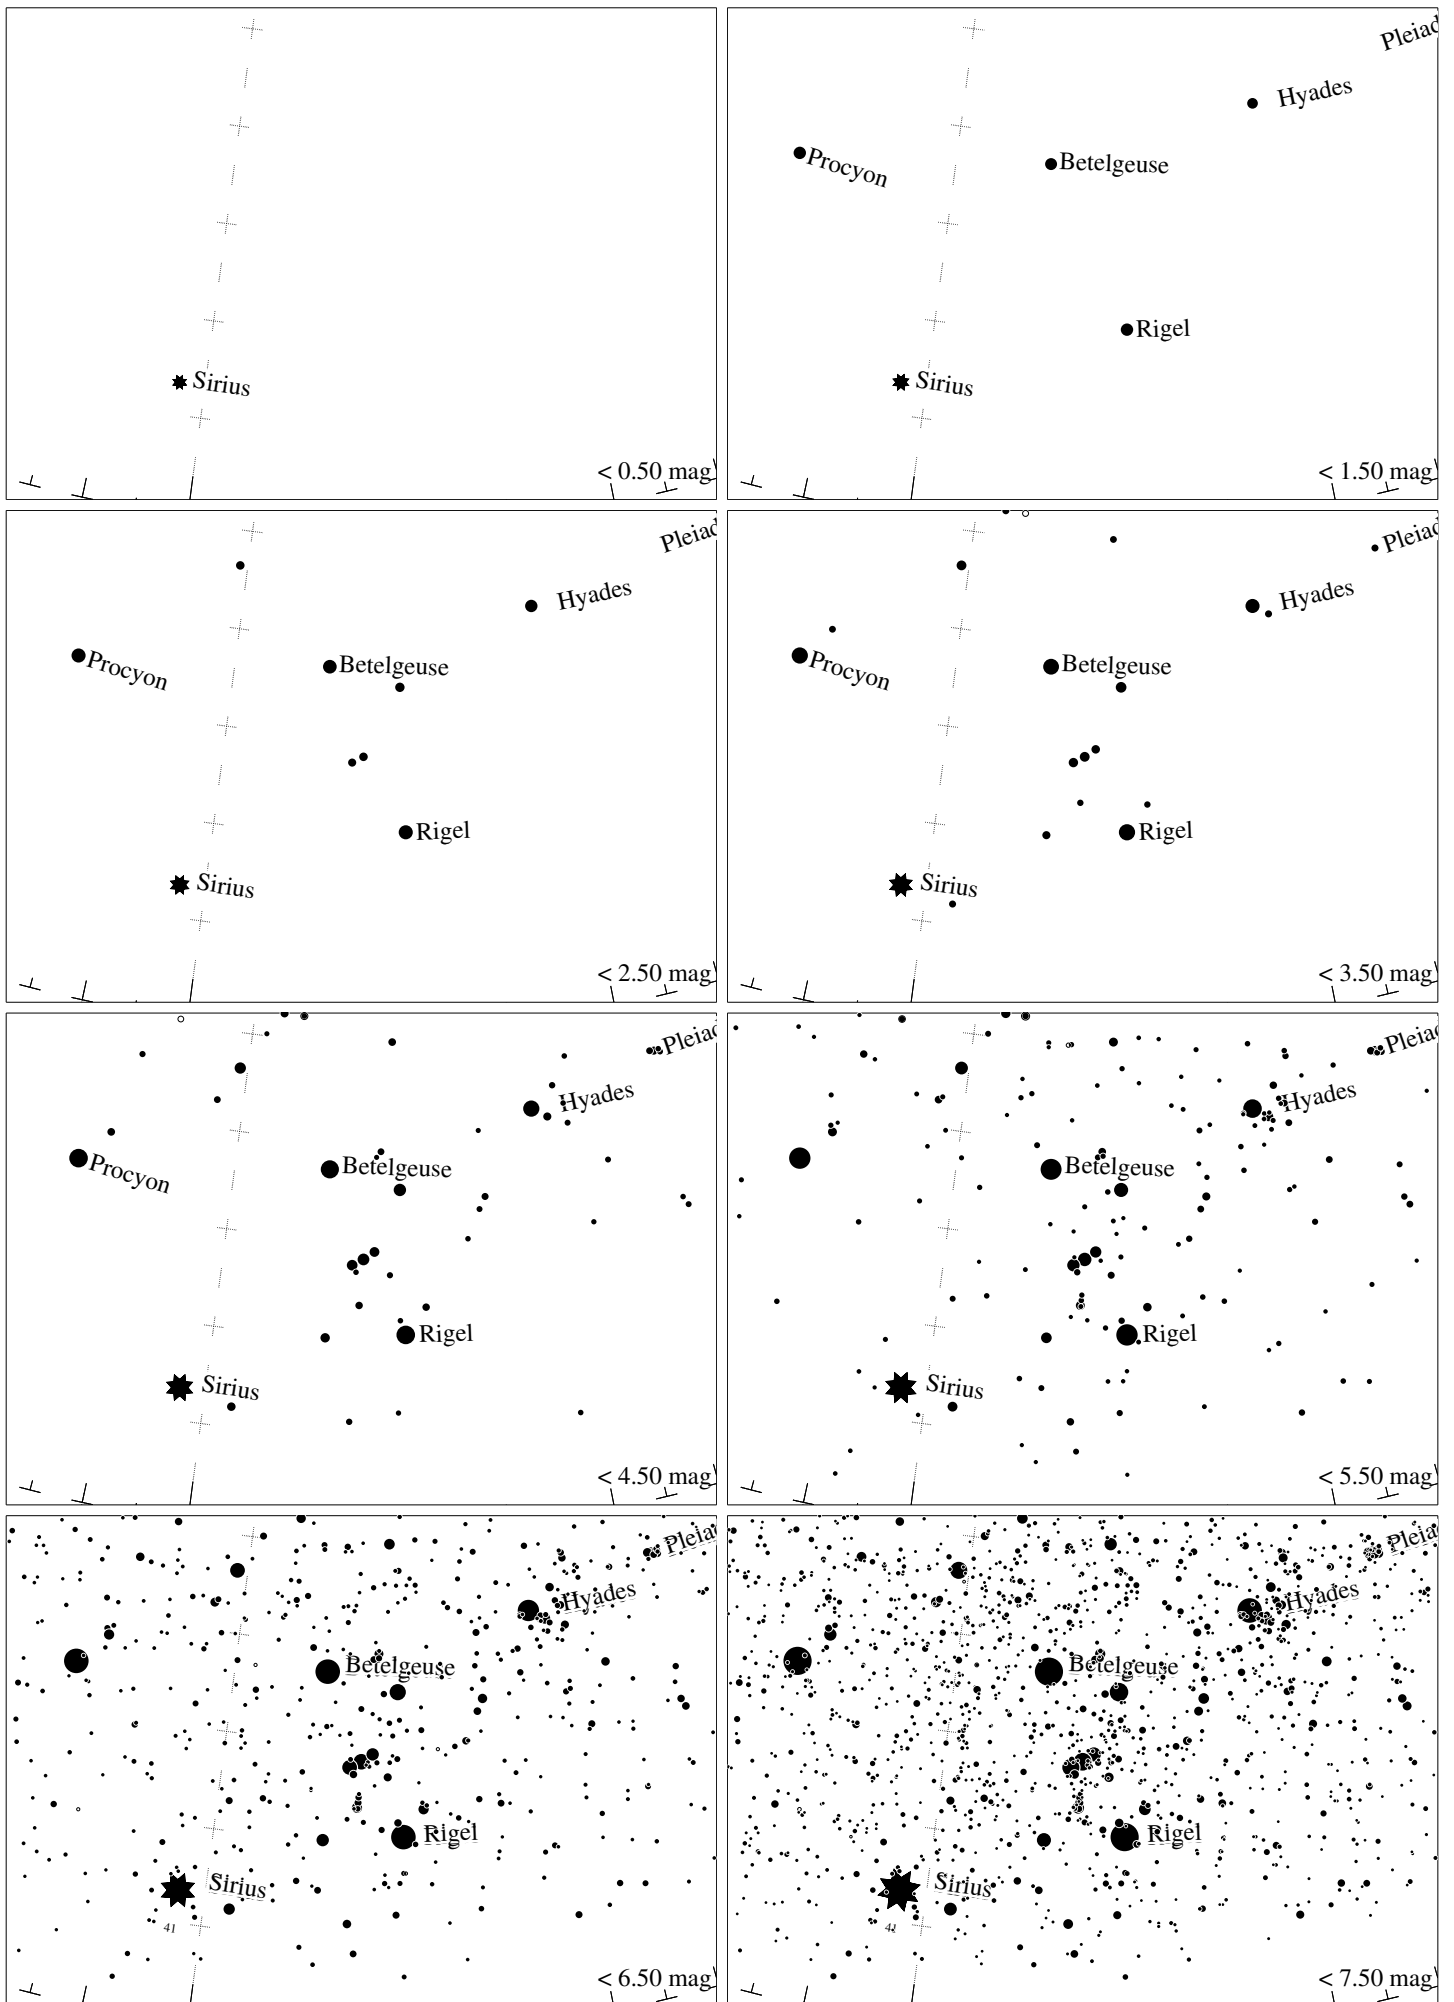 Sirius
< 0.50 mag
Pleiad
Hyades
Procyon
Betelgeuse
Rigel
Sirius
< 1.50 mag
Pleiad
Hyades
Procyon
Betelgeuse
Rigel
Sirius
< 2.50 mag
Pleiad
Hyades
Procyon
Betelgeuse
Rigel
Sirius
< 3.50 mag
Pleiad
Hyades
Procyon
Betelgeuse
Rigel
Sirius
< 4.50 mag
Pleiad
Hyades
Betelgeuse
Rigel
Sirius
< 5.50 mag
Pleiad
Hyades
Betelgeuse
Rigel
Sirius
41
< 6.50 mag
Pleiad
Hyades
Betelgeuse
Rigel
Sirius
41
< 7.50 mag